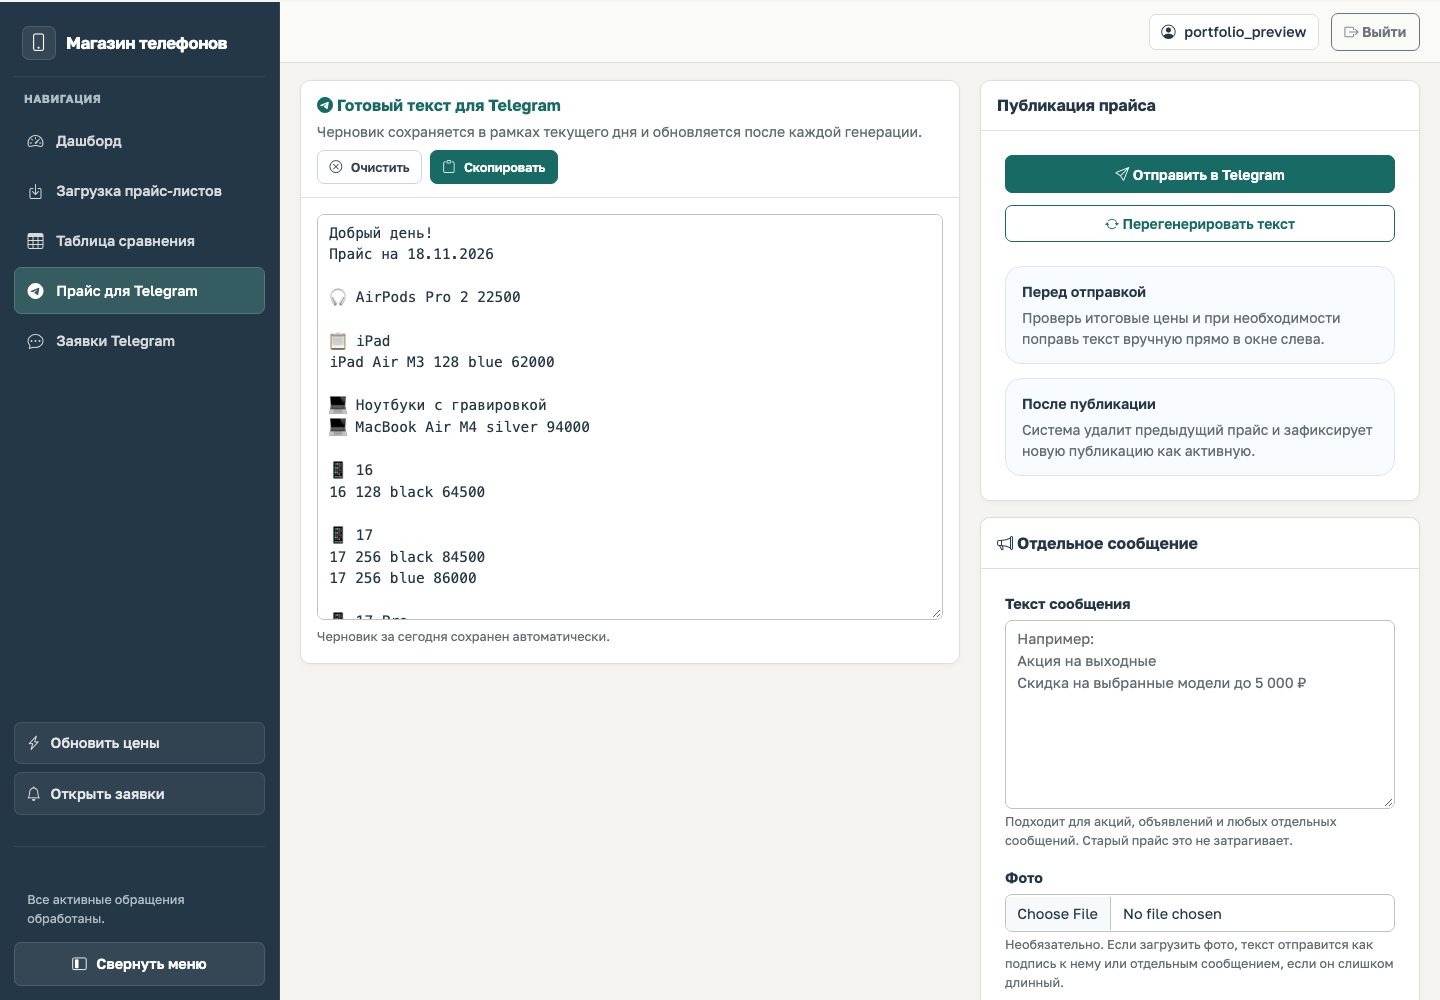 Магазин телефонов
НАВИГАЦИЯ
Дашборд
Загрузка прайс-листов
Таблица сравнения
Прайс для Telegram
Заявки Telegram
Обновить цены
Открыть заявки
Все активные обращения
обработаны.
Свернуть меню
portfolio_preview
Выйти
Готовый текст для Telegram
Черновик сохраняется в рамках текущего дня и обновляется после каждой генерации.
Очистить
Скопировать
Добрый день!
Прайс на 18.11.2026
🎧 AirPods Pro 2 22500
📋 iPad
iPad Air M3 128 blue 62000
💻 Ноутбуки с гравировкой
💻 MacBook Air M4 silver 94000
📱 16
16 128 black 64500
📱 17
17 256 black 84500
17 256 blue 86000
📱 17 Pro
Черновик за сегодня сохранен автоматически.
Публикация прайса
Отправить в Telegram
Перегенерировать текст
Перед отправкой
Проверь итоговые цены и при необходимости
поправь текст вручную прямо в окне слева.
После публикации
Система удалит предыдущий прайс и зафиксирует
новую публикацию как активную.
Отдельное сообщение
Текст сообщения
Например:
Акция на выходные
Скидка на выбранные модели до 5 000 ₽
Подходит для акций, объявлений и любых отдельных
сообщений. Старый прайс это не затрагивает.
Фото
Choose File No file chosen
Необязательно. Если загрузить фото, текст отправится как
подпись к нему или отдельным сообщением, если он слишком
длинный.